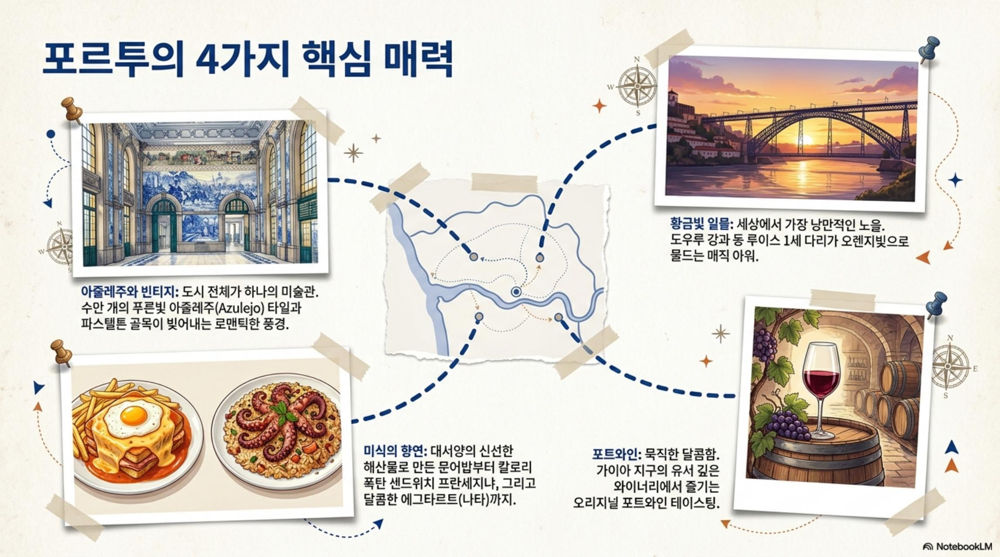 포르투의 4가지 핵심 매력
아줄레주와 빈티지: 도시 전체가 하나의 미술관.
수만 개의 푸른빛 아줄레주(Azulejo) 타일과
파스텔톤 골목이 빚어내는 로맨틱한 풍경.
N
W
S
N
W
S
황금빛 일믈: 세상에서 가장 낭만적인 노을.
도우루 강과 동 루이스 1세 다리가 오렌지빛으로
물드는 매직 아워.
미식의 향연: 대서양의 신선한
해산물로 만든 문어밥부터 칼로리
폭탄 샌드위치 프란세지냐, 그리고
달콤한 에그타르트(나타)까지.
포트와인: 묵직한 달콤함.
가이아 지구의 유서 깊은
와이너리에서 즐기는
오리지널 포트와인 테이스팅.
N
E
S
NotebookLM